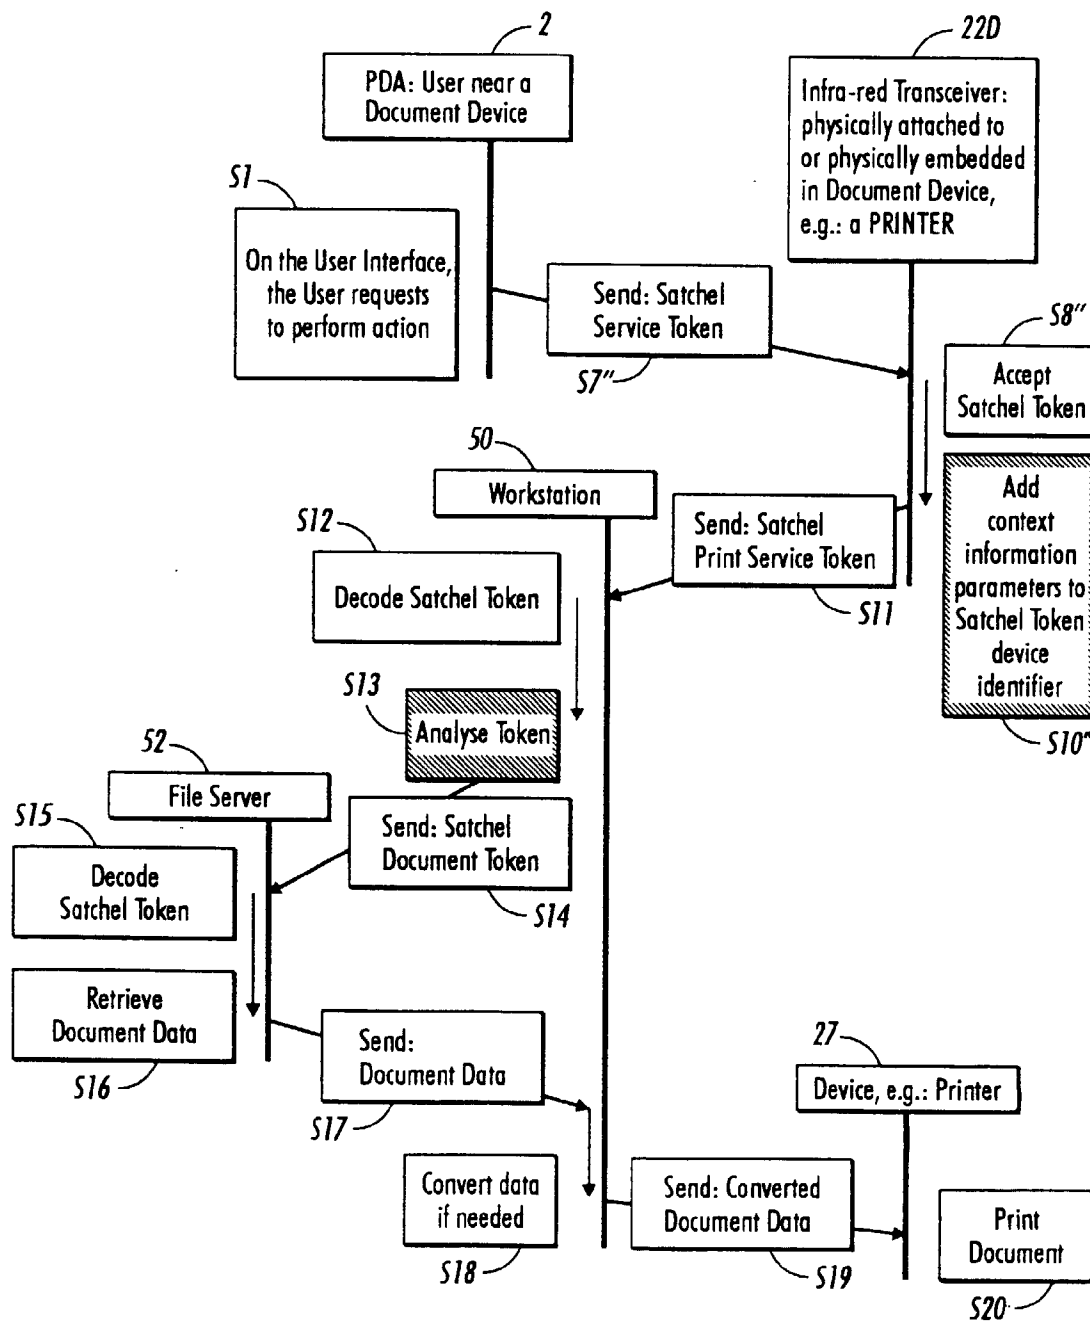 2
PDA: User near a
Document Device
22D
Infra-red Transceiver:
physically attached to
or physically embedded
in Document Device,
e.g.: a PRINTER
S1
On the User Interface,
the User requests
to perform action
Send: Satchel
Service Token
S7"
S8"
Accept
Satchel Token
50
Workstation
Add
context
information
parameters to
Satchel Token
device
identifier
S10"
Send: Satchel
Print Service Token
S11
S12
Decode Satchel Token
S13
Analyse Token
52
File Server
Send: Satchel
Document Token
S14
S15
Decode
Satchel Token
Retrieve
Document Data
S16
Send:
Document Data
S17
27
Device, e.g.: Printer
Convert data
if needed
S18
Send: Converted
Document Data
S19
Print
Document
S20